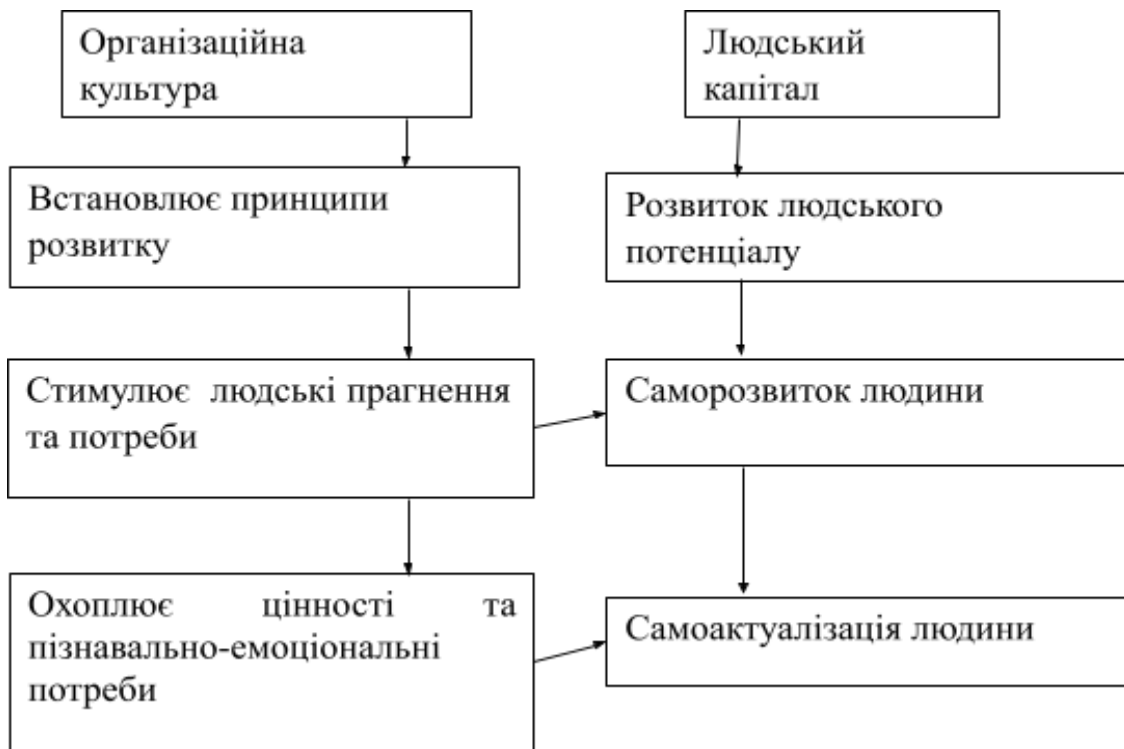 Організаційна
культура
Людський
капітал
Встановлює принципи
розвитку
Розвиток людського
потенціалу
Стимулює людські прагнення
та потреби
Саморозвиток людини
Охоплює цінності та
пізнавально-емоціональні
потреби
Самоактуалізація людини